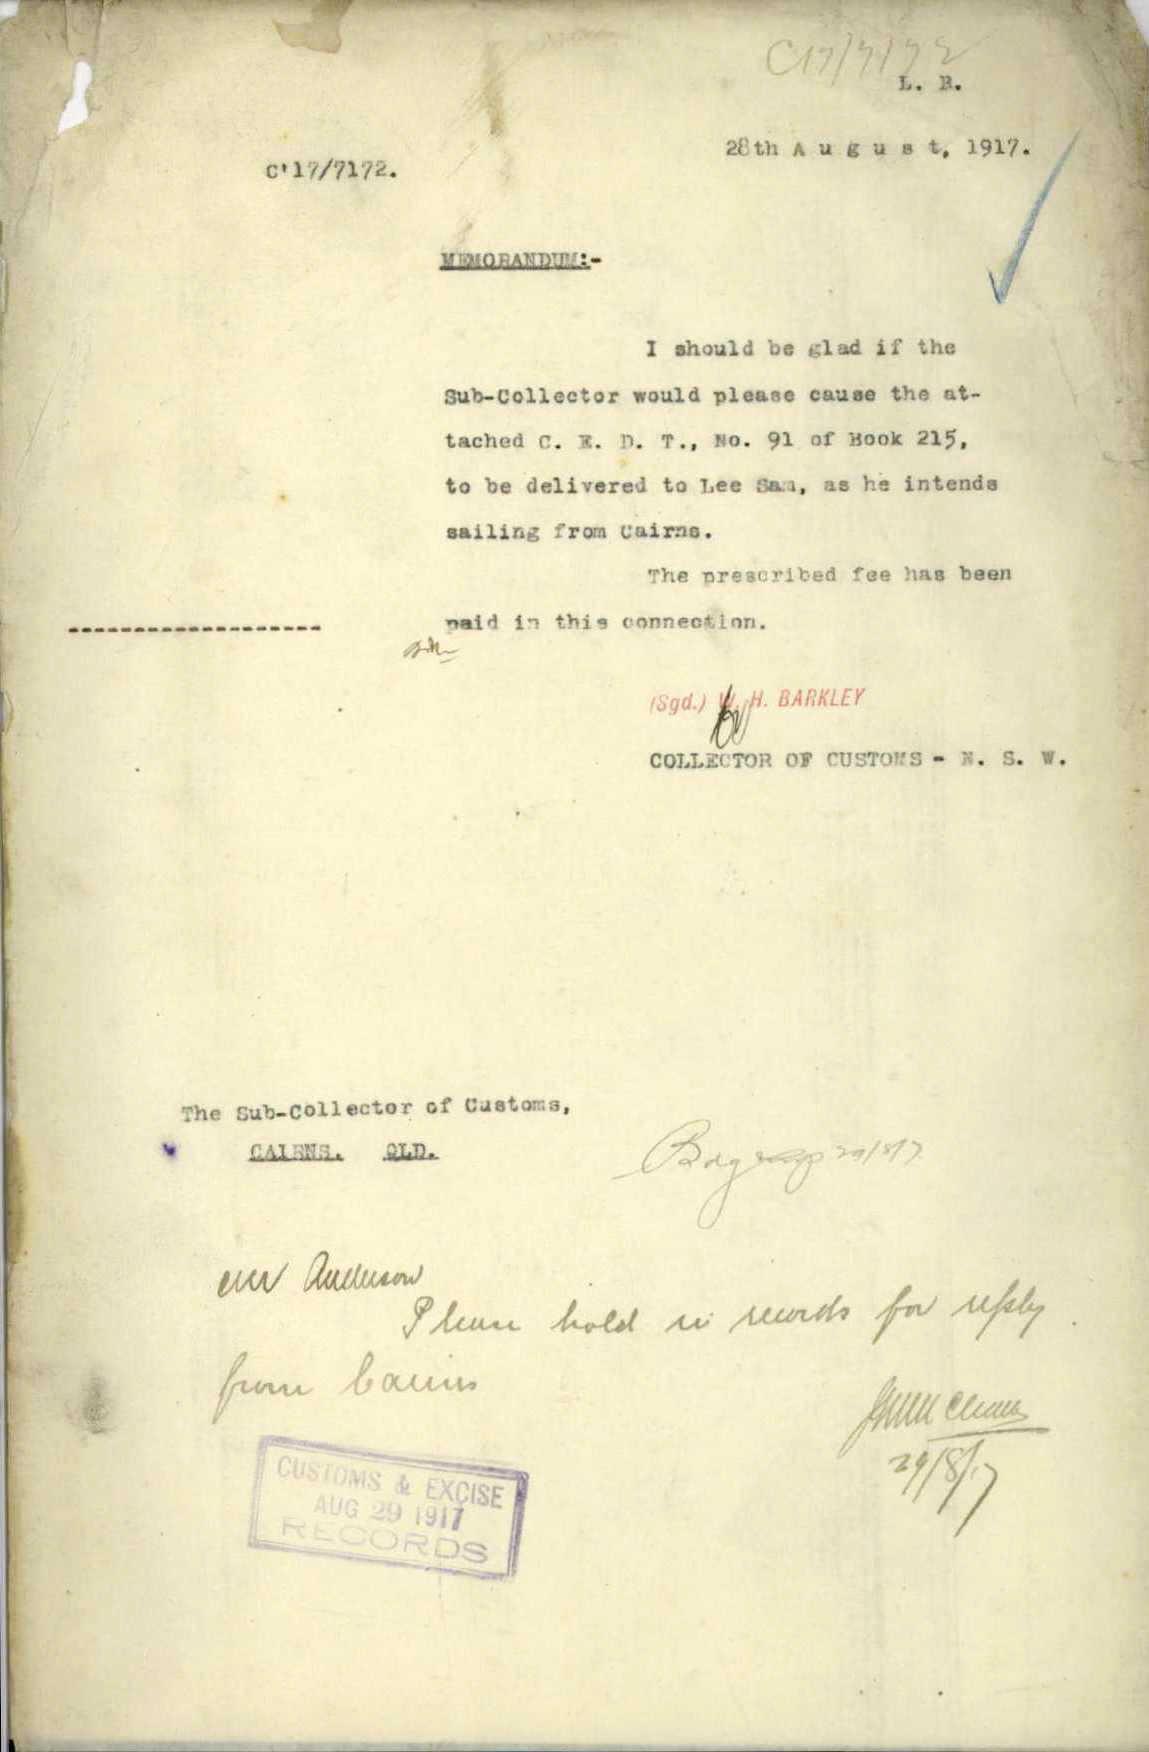 C17/7172
L. B.
28th A u g u s t, 1917.
C'17/7172.
MEMORANDUM:-
I should be glad if the
Sub-Collector would please cause the at-
tached C. E. D. T., No. 91 of Book 215,
to be delivered to Lee Sam, as he intends
sailing from Cairns.
The prescribed fee has been
paid in this connection.
(Sgd.) W. H. BARKLEY
COLLECTOR OF CUSTOMS - N. S. W.
The Sub-Collector of Customs,
CAIRNS. QLD.
29/8/17
Mr Anderson
Please hold in records for reply
from Cairns
29/8/17
CUSTOMS & EXCISE
AUG 29 1917
RECORDS